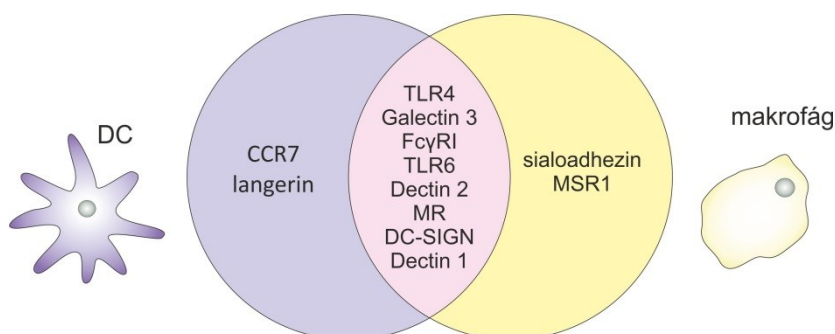 DC
CCR7
langerin
TLR4
Galectin 3
FcγRI
TLR6
Dectin 2
MR
DC-SIGN
Dectin 1
sialoadhezin
MSR1
makrofág